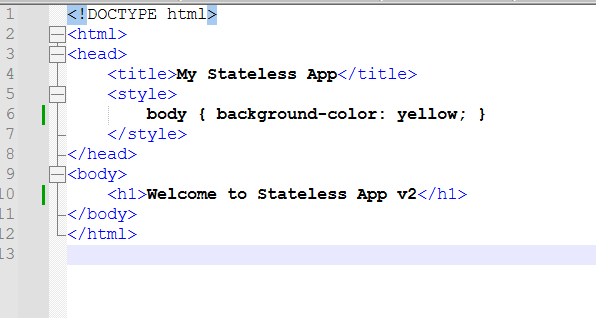 1 <!DOCTYPE html>
2 <html>
3 <head>
4     <title>My Stateless App</title>
5     <style>
6         body { background-color: yellow; }
7     </style>
8 </head>
9 <body>
10     <h1>Welcome to Stateless App v2</h1>
11 </body>
12 </html>
13